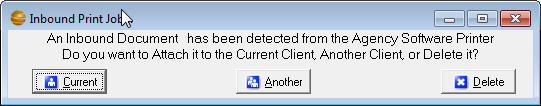 Inbound Print Job
An Inbound Document has been detected from the Agency Software Printer
Do you want to Attach it to the Current Client, Another Client, or Delete it?
Current
Another
Delete